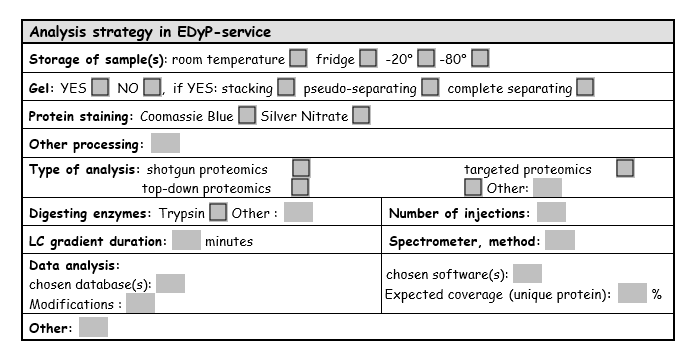 Analysis strategy in EDyP-service
Storage of sample(s): room temperature fridge -20° -80°
Gel: YES NO , if YES: stacking pseudo-separating complete separating
Protein staining: Coomassie Blue Silver Nitrate
Other processing:
Type of analysis: shotgun proteomics targeted proteomics
top-down proteomics Other:
Digesting enzymes: Trypsin Other : Number of injections:
LC gradient duration: minutes Spectrometer, method:
Data analysis:
chosen database(s): chosen software(s):
Modifications : Expected coverage (unique protein): %
Other: